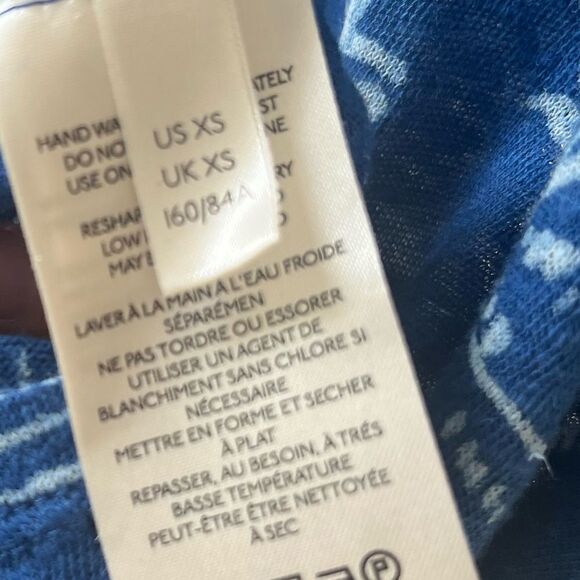 HAND WA
ATELY
DO NO
ST
USE ON
NE
US XS
UK XS
160/84A
RESHA
RY
LOW
MAY B
LAVER À LA MAIN À L'EAU FROIDE
SÉPARÉMEN
NE PAS TORDRE OU ESSORER
UTILISER UN AGENT DE
BLANCHIMENT SANS CHLORE SI
NÉCESSAIRE
METTRE EN FORME ET SECHER
À PLAT
REPASSER, AU BESOIN, À TRÉS
BASSE TEMPÉRATURE
PEUT-ÊTRE ÊTRE NETTOYÉE
À SEC
P